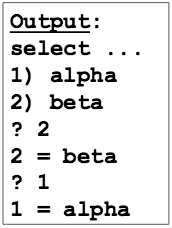 Output:
select ...
1) alpha
2) beta
? 2
2 = beta
? 1
1 = alpha